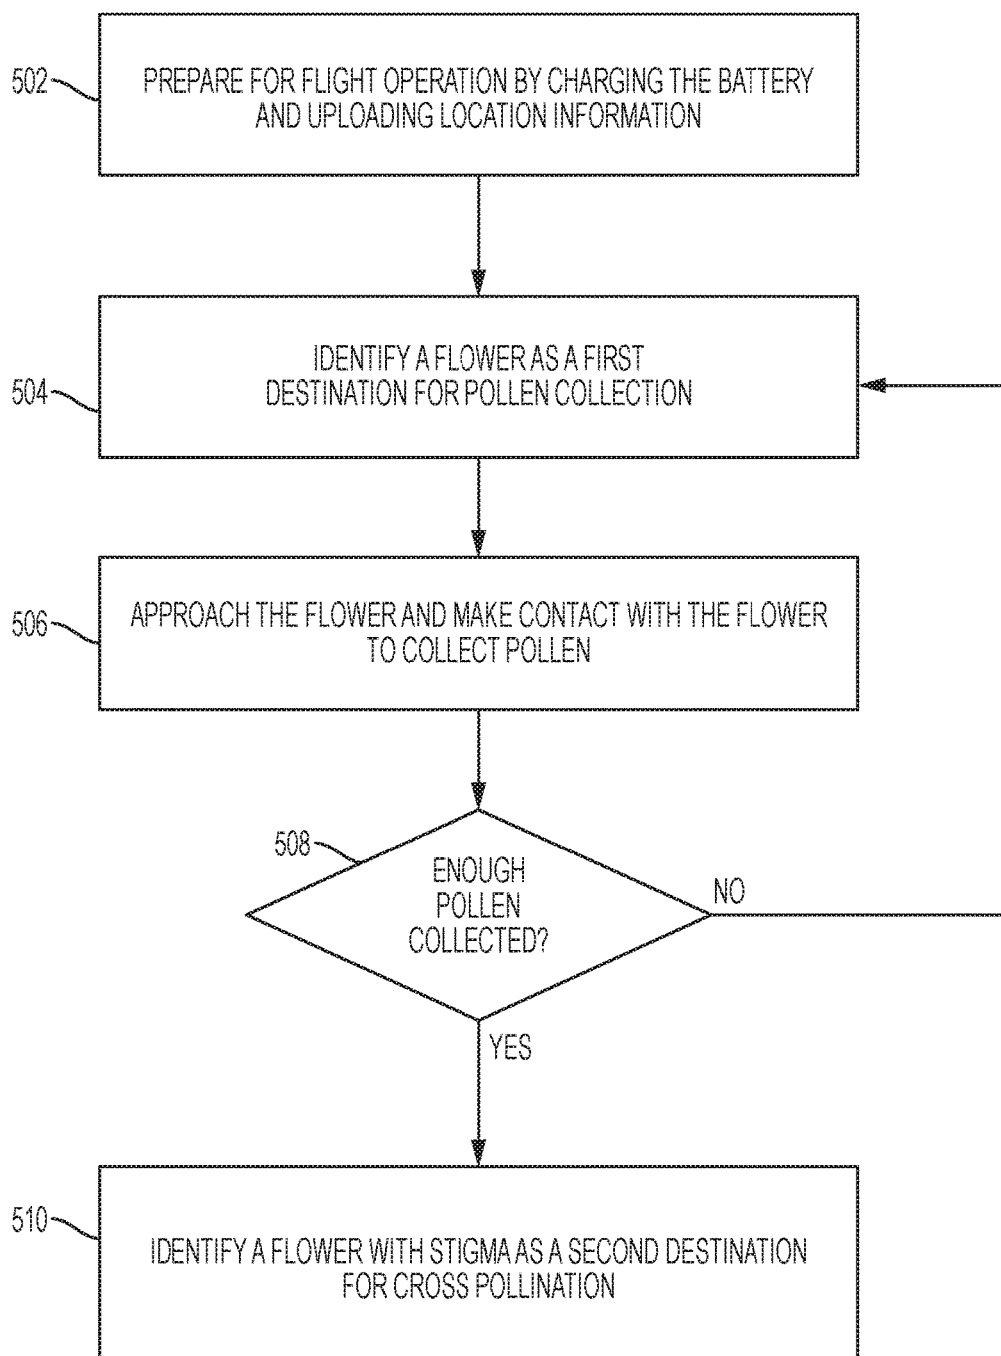 502
PREPARE FOR FLIGHT OPERATION BY CHARGING THE BATTERY
AND UPLOADING LOCATION INFORMATION
IDENTIFY A FLOWER AS A FIRST
DESTINATION FOR POLLEN COLLECTION
504
APPROACH THE FLOWER AND MAKE CONTACT WITH THE FLOWER
TO COLLECT POLLEN
506
508
ENOUGH
POLLEN
COLLECTED?
NO
YES
510
IDENTIFY A FLOWER WITH STIGMA AS A SECOND DESTINATION
FOR CROSS POLLINATION